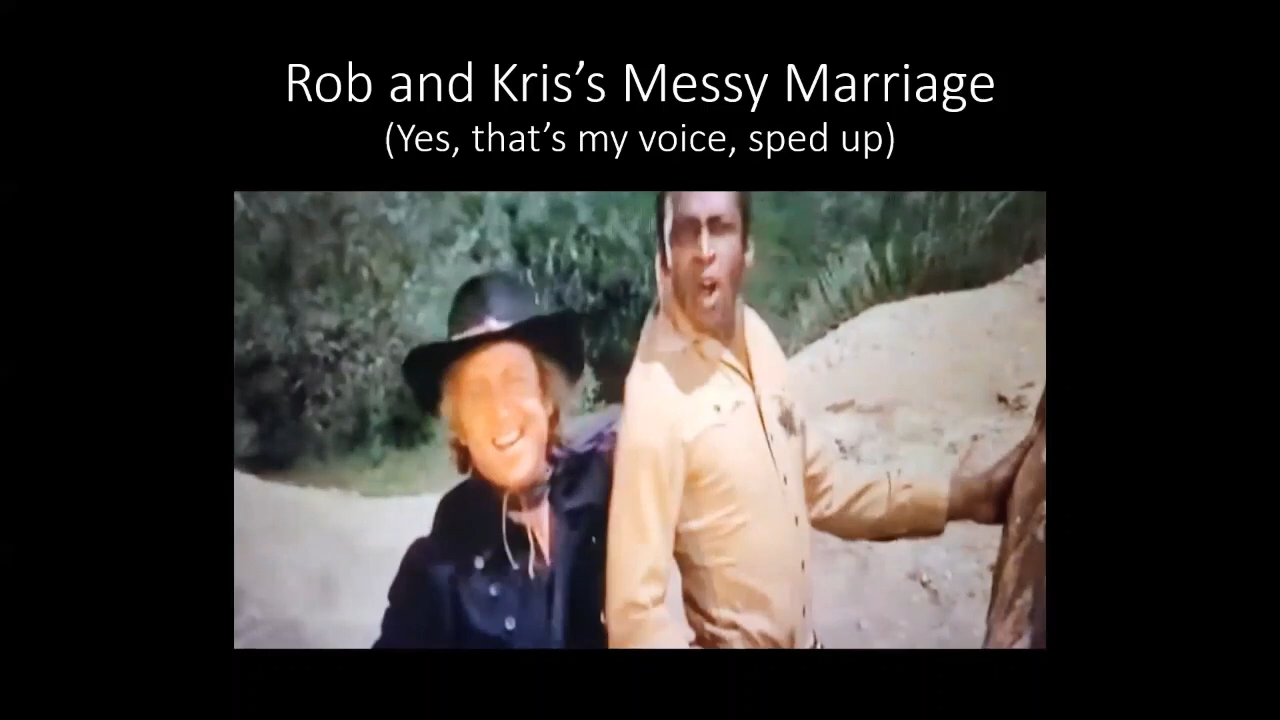 Rob and Kris’s Messy Marriage
(Yes, that’s my voice, sped up)